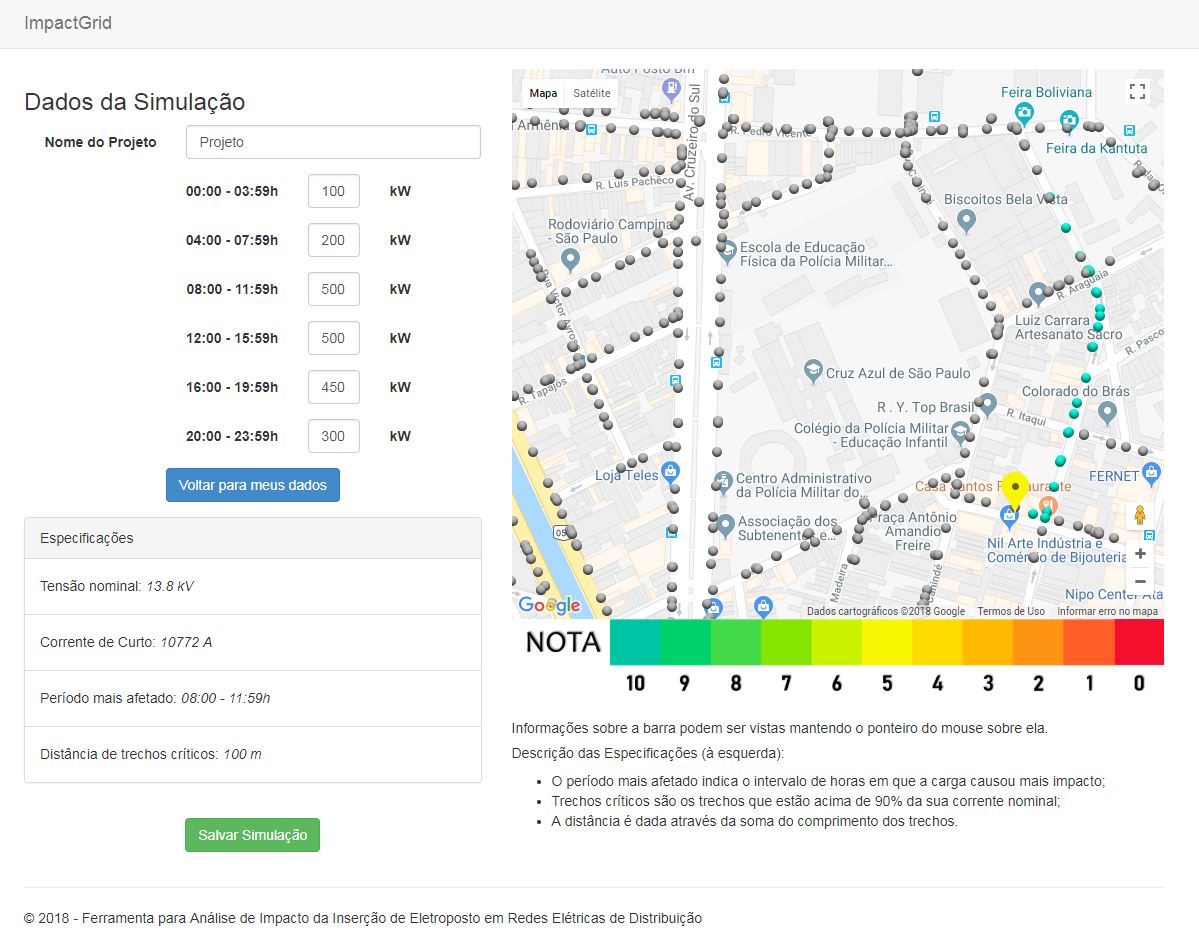 ImpactGrid
Dados da Simulação
Nome do Projeto Projeto
00:00 - 03:59h 100 kW
04:00 - 07:59h 200 kW
08:00 - 11:59h 500 kW
12:00 - 15:59h 500 kW
16:00 - 19:59h 450 kW
20:00 - 23:59h 300 kW
Voltar para meus dados
Especificações
Tensão nominal: 13.8 kV
Corrente de Curto: 10772 A
Período mais afetado: 08:00 - 11:59h
Distância de trechos críticos: 100 m
Salvar Simulação
Auto Posto Bm
Mapa Satélite
Feira Boliviana
Armênia
R. Pedro Vicente
Feira da Kantuta
Av. Cruzeiro do Sul
R. Luis Pacheco
Biscoitos Bela Vista
Rodoviário Campina
- São Paulo
Escola de Educação
Física da Polícia Militar...
Rua Victor Ayrosa
R. Araguaia
Luiz Carrara
Artesanato Sacro
R. Pasco
Cruz Azul de São Paulo
R. Tapajós
Colorado do Brás
R . Y. Top Brasil
R. Itaqui
Colégio da Polícia Militar
- Educação Infantil
Loja Teles
Centro Administrativo
da Polícia Militar do...
FERNET
Associação dos
Subtenentes e...
Praça Antônio
Amandio
Freire
Nil Arte Indústria e
Comércio de Bijouteria
Madeira
Canindé
Nipo Center Ata
Google
Dados cartográficos ©2018 Google Termos de Uso Informar erro no mapa
NOTA
10 9 8 7 6 5 4 3 2 1 0
Informações sobre a barra podem ser vistas mantendo o ponteiro do mouse sobre ela.
Descrição das Especificações (à esquerda):
• O período mais afetado indica o intervalo de horas em que a carga causou mais impacto;
• Trechos críticos são os trechos que estão acima de 90% da sua corrente nominal;
• A distância é dada através da soma do comprimento dos trechos.
© 2018 - Ferramenta para Análise de Impacto da Inserção de Eletroposto em Redes Elétricas de Distribuição